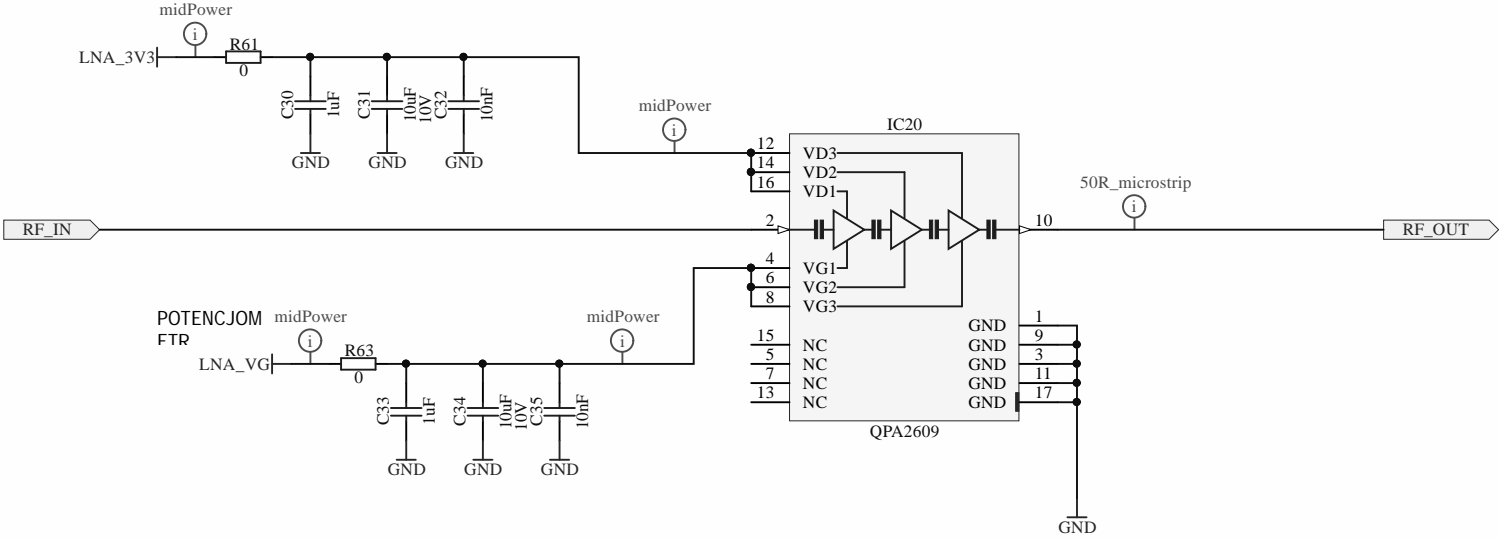 midPower
LNA_3V3
R61
0
C30
1uF
C31
10uF
10V
C32
10nF
GND
GND
GND
midPower
IC20
12
VD3
14
VD2
16
VD1
50R_microstrip
RF_IN
2
10
RF_OUT
4
VG1
6
VG2
8
VG3
POTENCJOM
ETR
midPower
midPower
LNA_VG
R63
0
C33
1uF
C34
10uF
10V
C35
10nF
GND
GND
GND
15
NC
5
NC
7
NC
13
NC
GND
1
GND
9
GND
3
GND
11
GND
17
QPA2609
GND